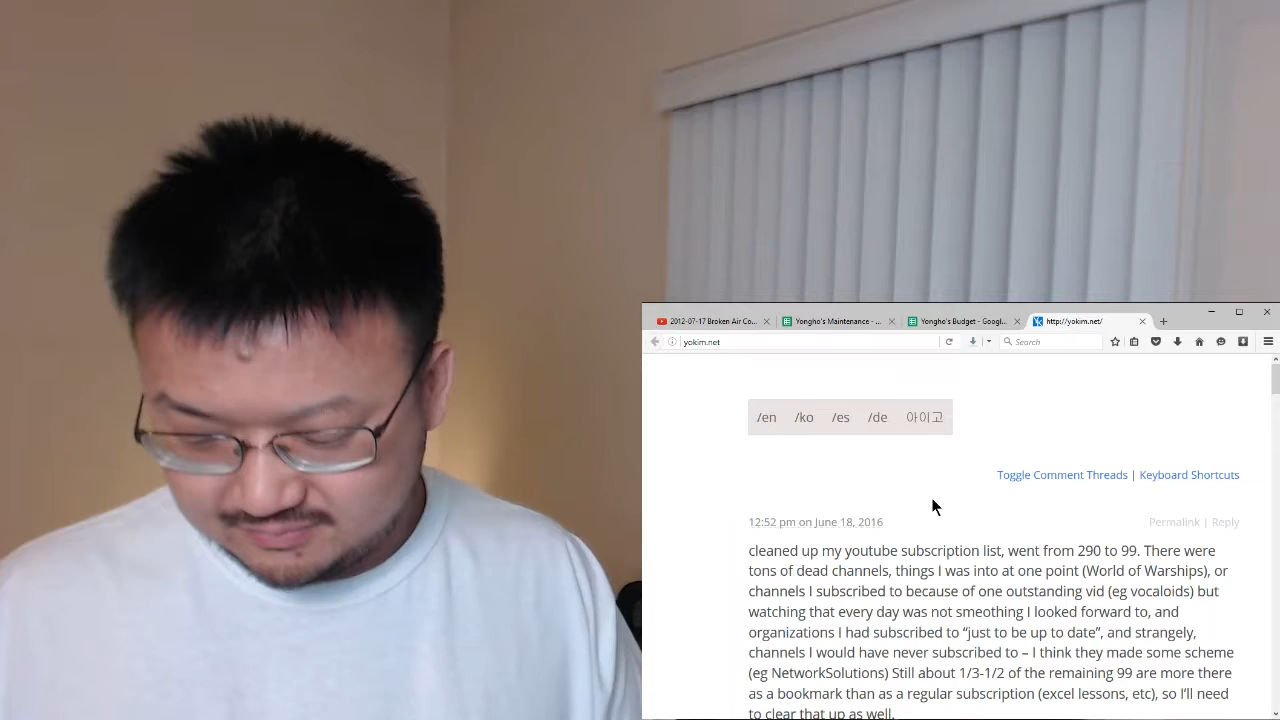 2012-07-17 Broken Air Co...
Yongho's Maintenance - ...
Yongho's Budget - Googl...
http://yokim.net/
yokim.net
Search
/en /ko /es /de 아이고
Toggle Comment Threads | Keyboard Shortcuts
12:52 pm on June 18, 2016
Permalink | Reply
cleaned up my youtube subscription list, went from 290 to 99. There were
tons of dead channels, things I was into at one point (World of Warships), or
channels I subscribed to because of one outstanding vid (eg vocaloids) but
watching that every day was not smeothing I looked forward to, and
organizations I had subscribed to “just to be up to date”, and strangely,
channels I would have never subscribed to – I think they made some scheme
(eg NetworkSolutions) Still about 1/3-1/2 of the remaining 99 are more there
as a bookmark than as a regular subscription (excel lessons, etc), so I’ll need
to clear that up as well.